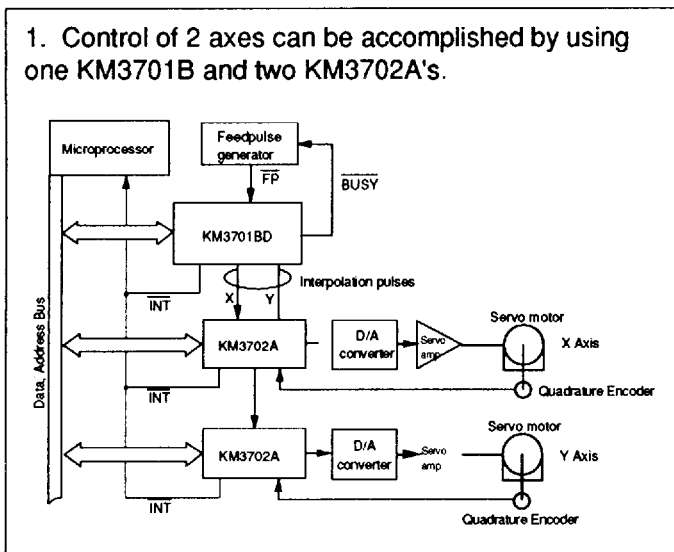 1. Control of 2 axes can be accomplished by using
one KM3701B and two KM3702A's.
Microprocessor
Feedpulse
generator
FP
BUSY
KM3701BD
Interpolation pulses
X
Y
INT
KM3702A
D/A
converter
Servo
amp
Servo motor
X Axis
Quadrature Encoder
INT
Data, Address Bus
KM3702A
D/A
converter
Servo
amp
Servo motor
Y Axis
Quadrature Encoder
INT